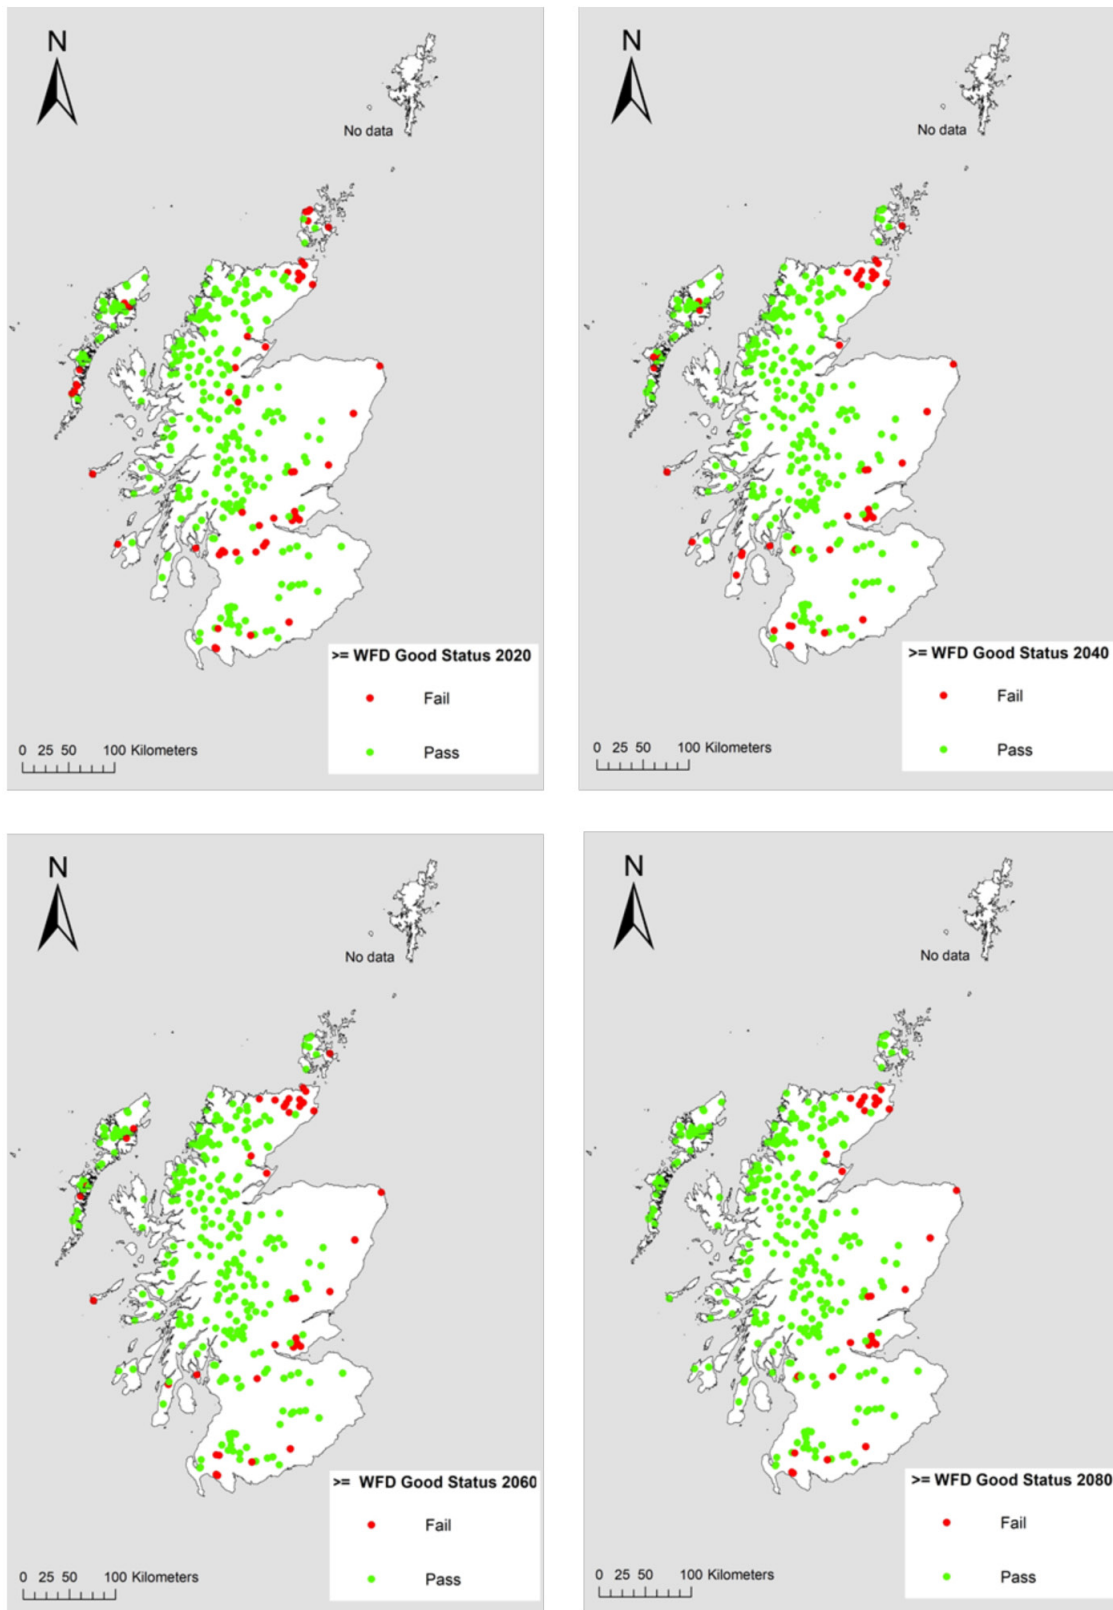 N
No data
>= WFD Good Status 2020
Fail
0 25 50 100 Kilometers
Pass
N
No data
>= WFD Good Status 2040
Fail
0 25 50 100 Kilometers
Pass
N
No data
>= WFD Good Status 2060
Fail
0 25 50 100 Kilometers
Pass
N
No data
>= WFD Good Status 2080
Fail
0 25 50 100 Kilometers
Pass